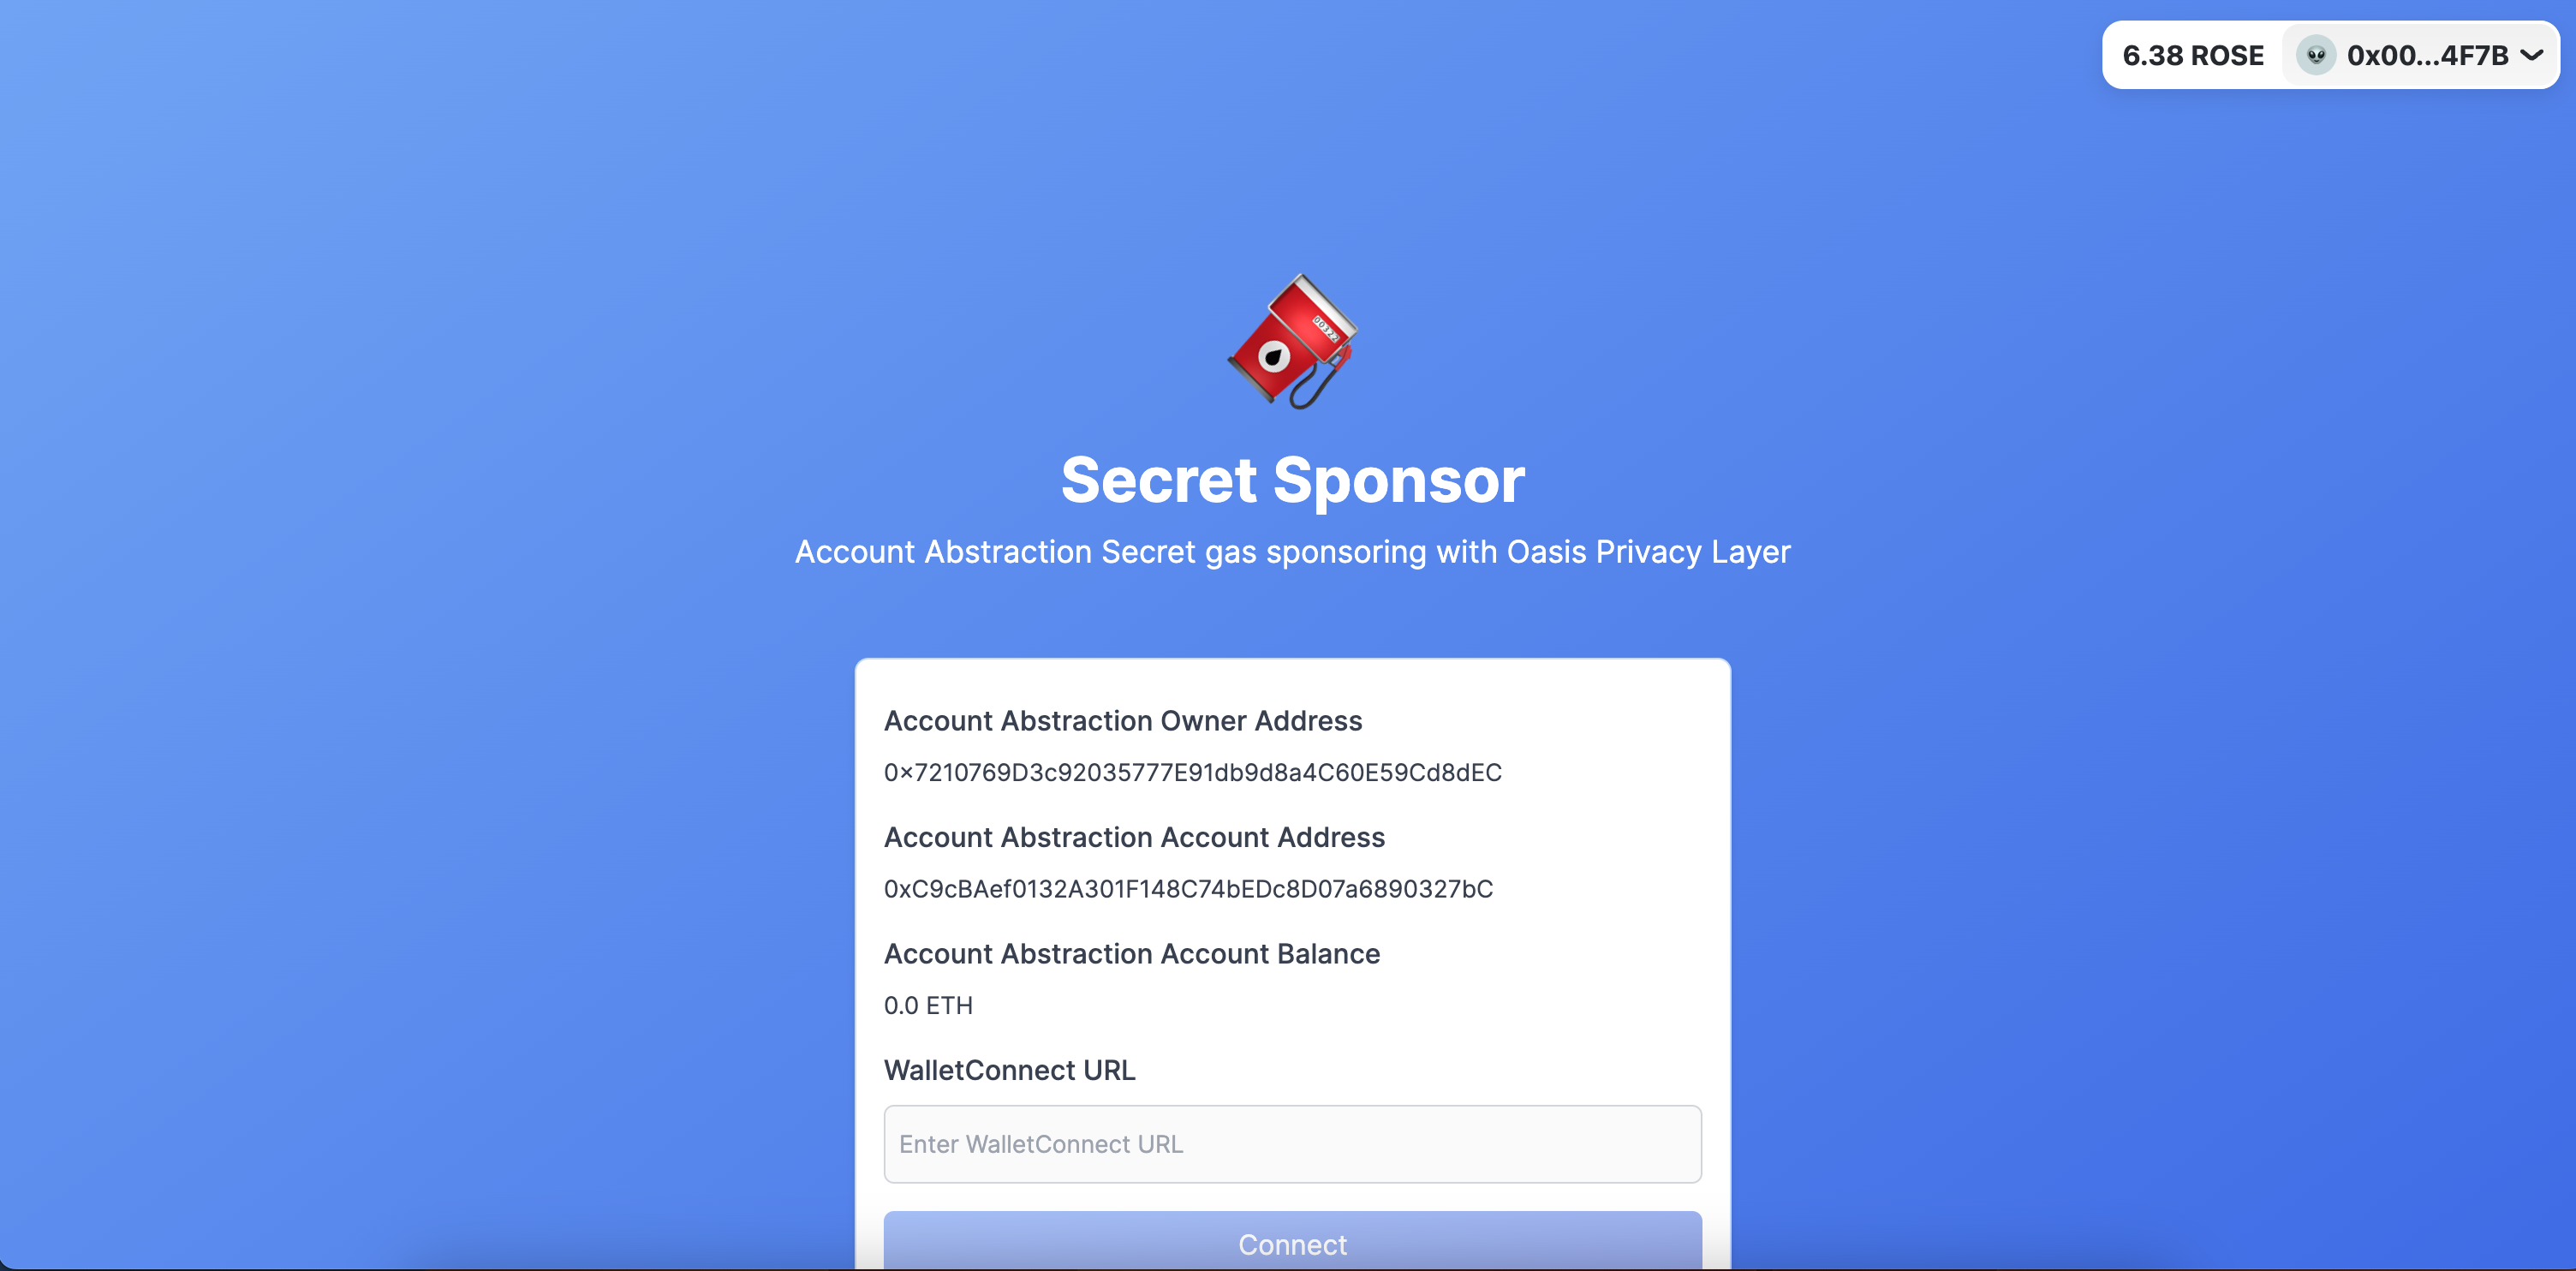 6.38 ROSE 0x00...4F7B
00322
Secret Sponsor
Account Abstraction Secret gas sponsoring with Oasis Privacy Layer
Account Abstraction Owner Address
0×7210769D3c92035777E91db9d8a4C60E59Cd8dEC
Account Abstraction Account Address
0xC9cBAef0132A301F148C74bEDc8D07a6890327bC
Account Abstraction Account Balance
0.0 ETH
WalletConnect URL
Enter WalletConnect URL
Connect